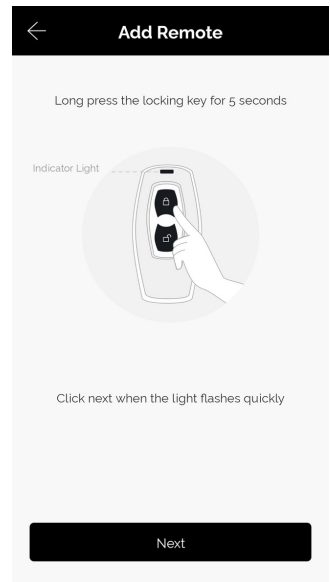 Add Remote
Long press the locking key for 5 seconds
Indicator Light
Click next when the light flashes quickly
Next